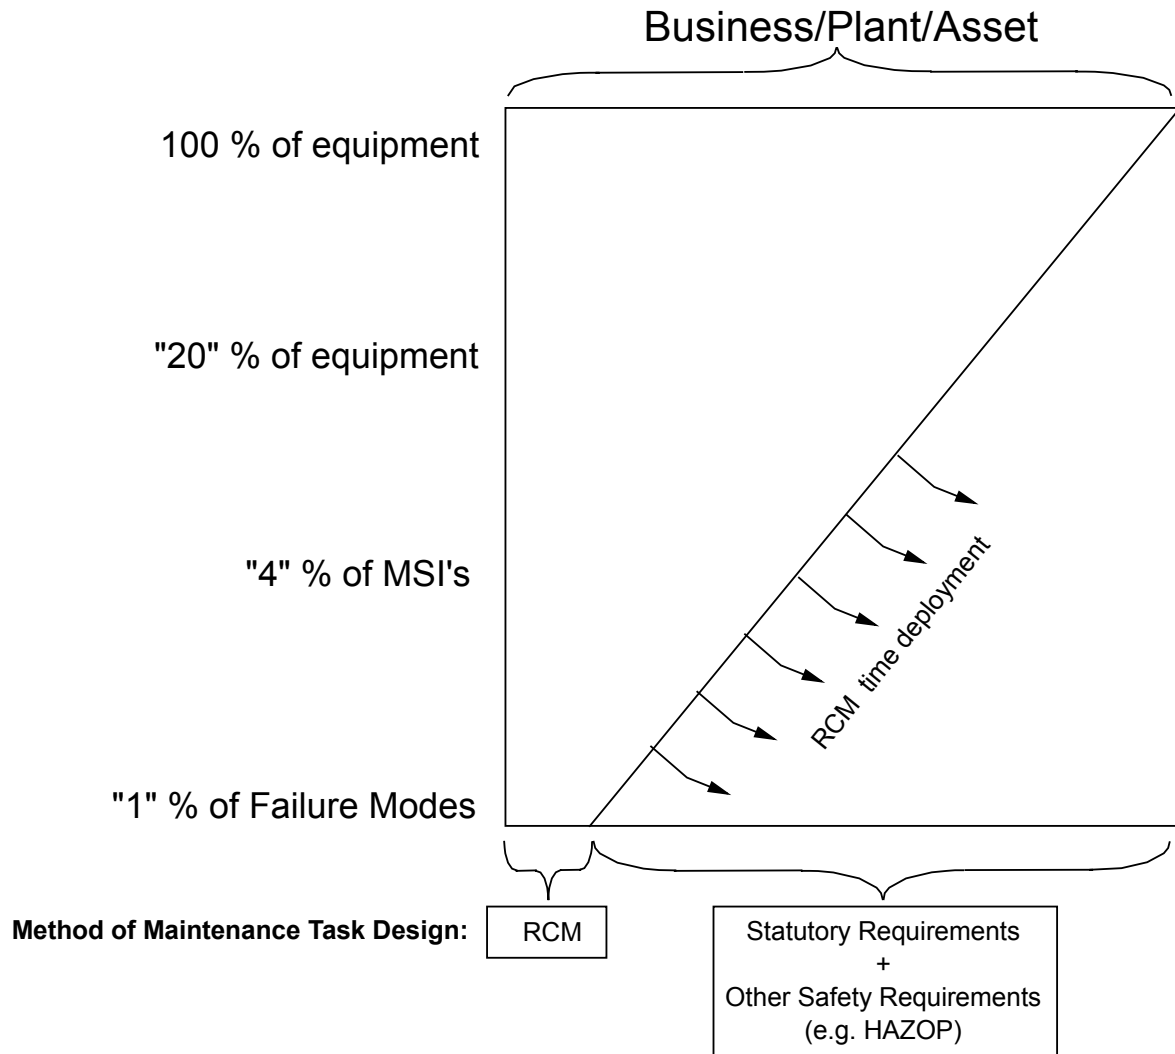 Business/Plant/Asset
100 % of equipment
"20" % of equipment
"4" % of MSI's
RCM time deployment
"1" % of Failure Modes
Method of Maintenance Task Design:
RCM
Statutory Requirements
+
Other Safety Requirements
(e.g. HAZOP)